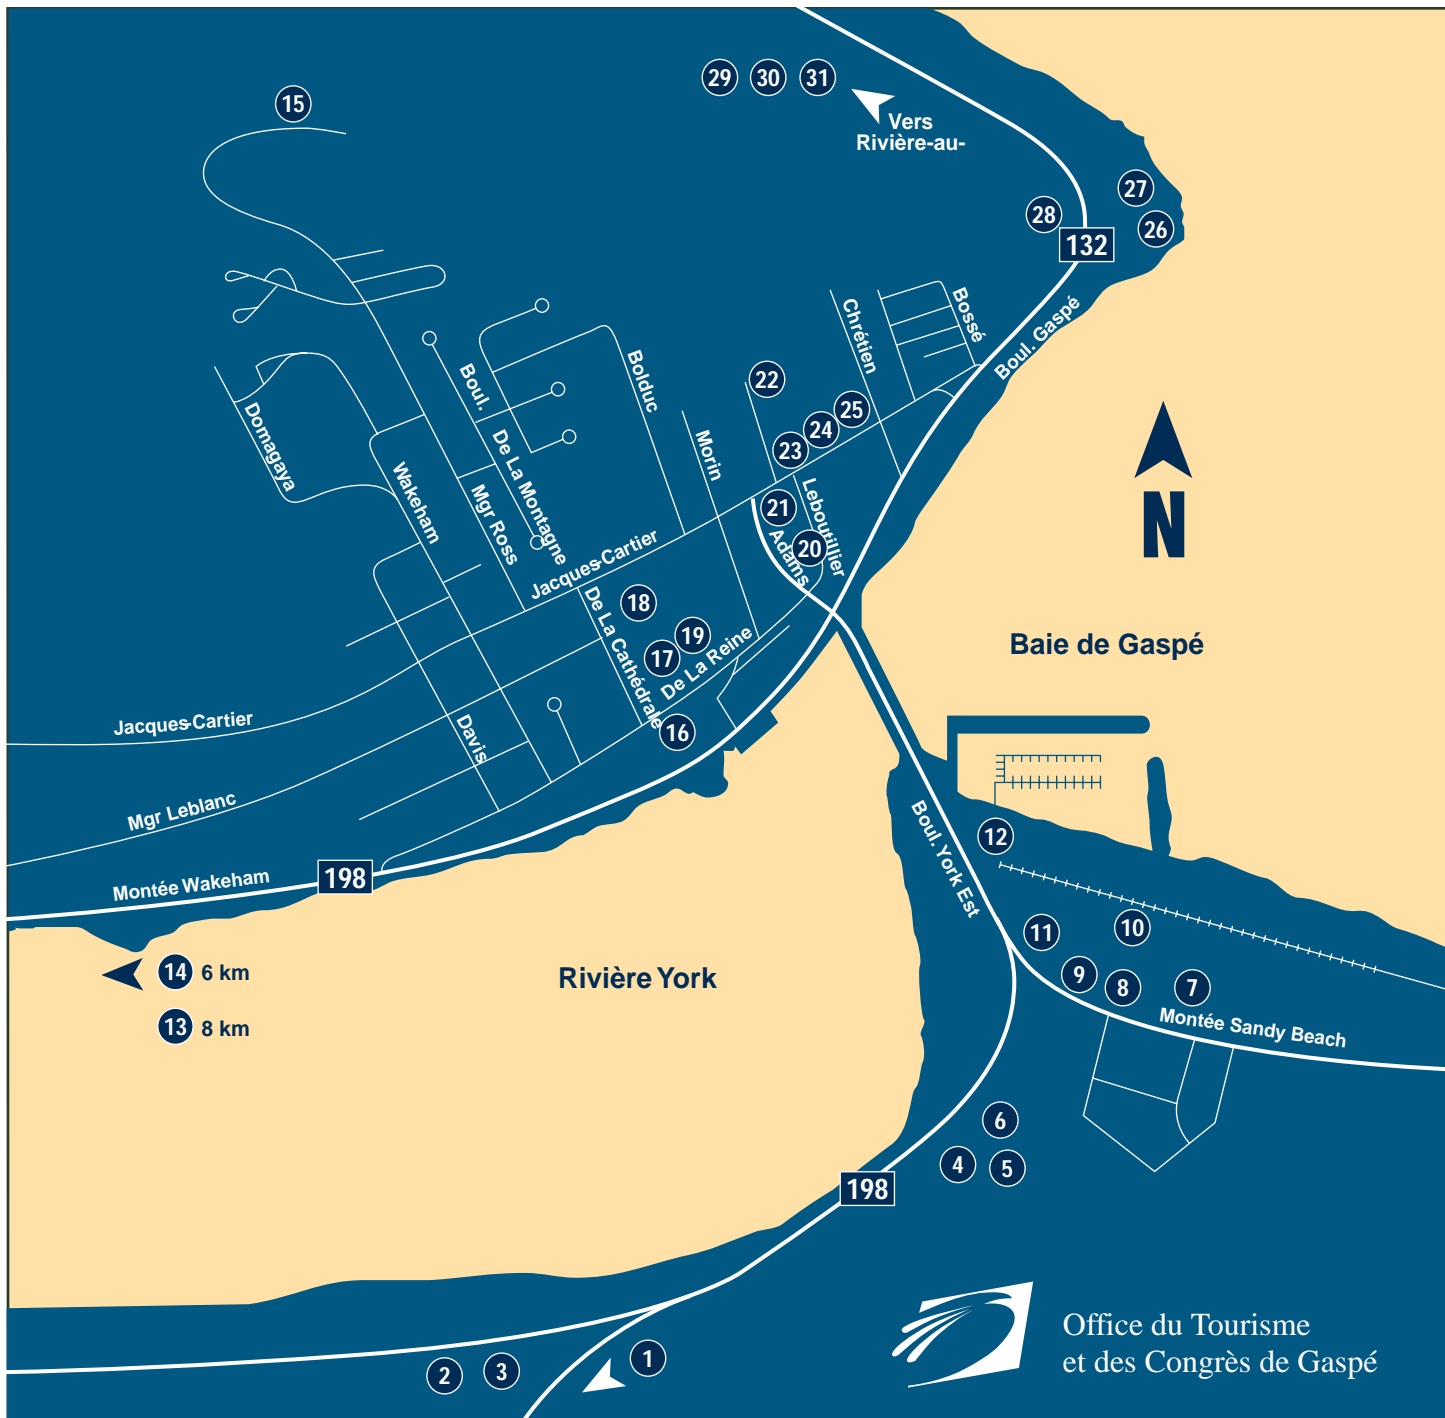 29 30 31
15
Vers
Rivière-au-
27
28
26
132
Boul. Gaspé
Bossé
Chrétien
Bolduc
Boul. De La Montagne
22
25
24
23
Domagaya
Morin
Wakeham
Mgr Ross
Leboutillier
21
Adams
20
Jacques-Cartier
N
De La Cathédrale
18
19
17
De La Reine
Baie de Gaspé
Jacques-Cartier
Davis
16
Mgr Leblanc
Boul. York Est
12
Montée Wakeham
198
11
10
14 6 km
Rivière York
9
8
7
13 8 km
Montée Sandy Beach
6
4
5
198
Office du Tourisme
et des Congrès de Gaspé
1
2
3